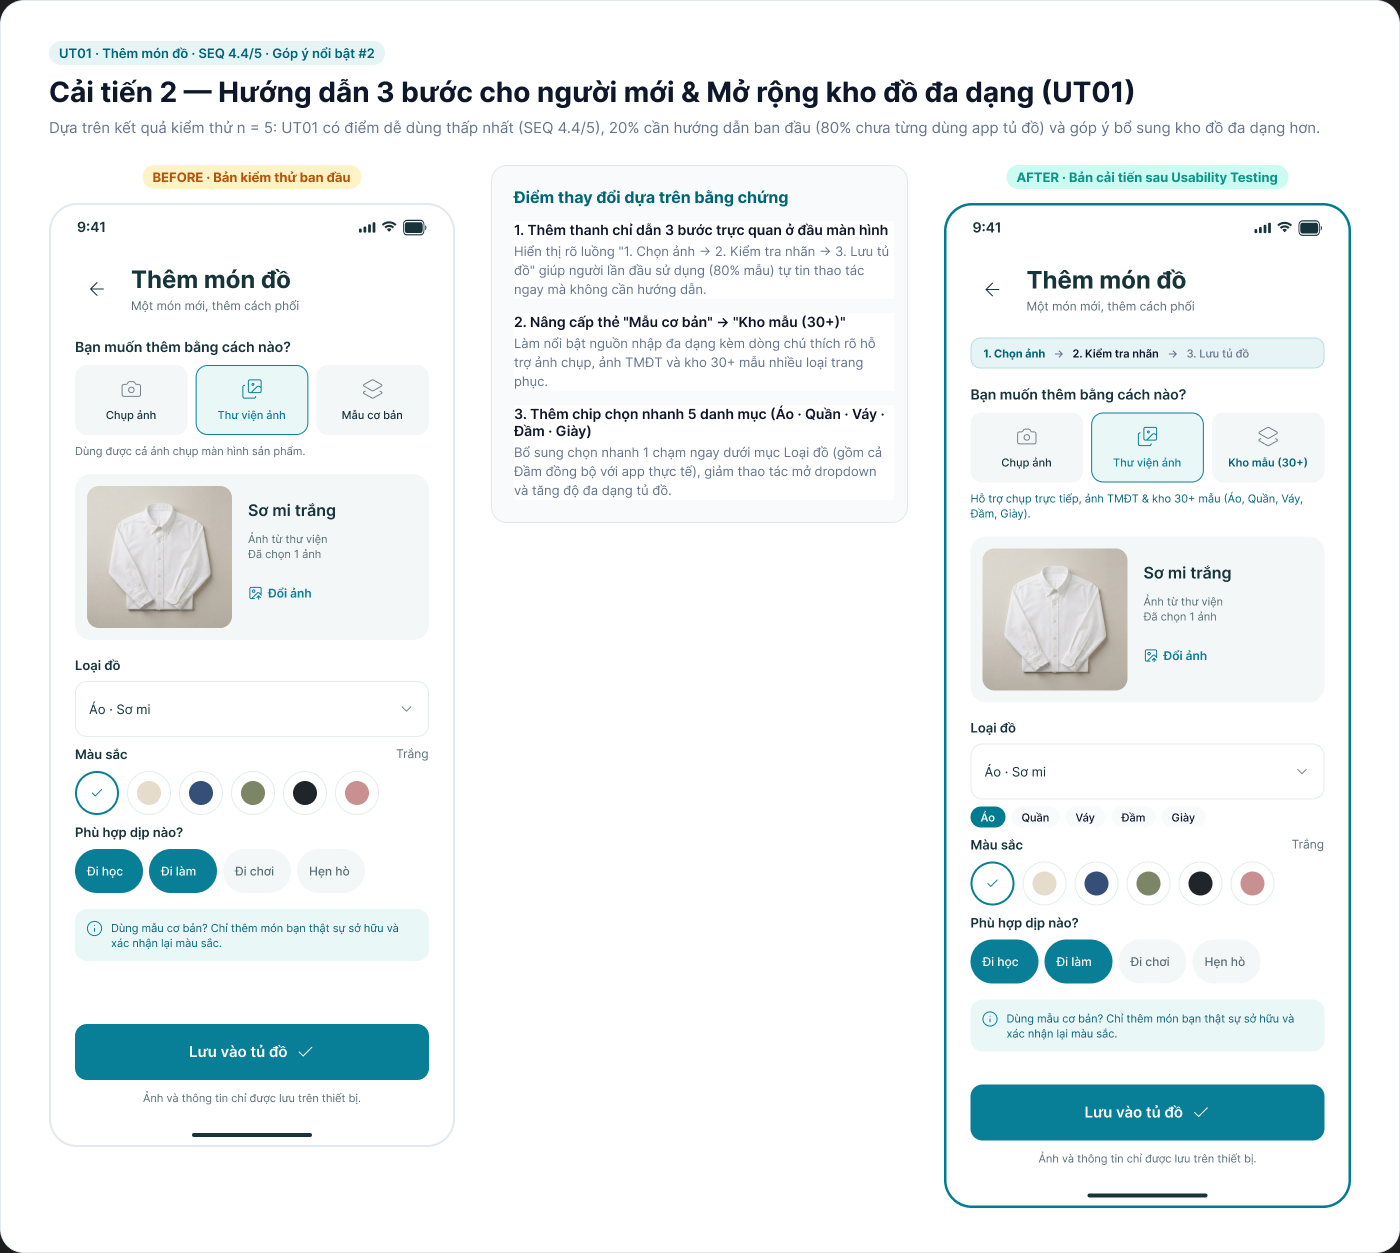 UT01 · Thêm món đồ · SEQ 4.4/5 · Góp ý nổi bật #2
Cải tiến 2 — Hướng dẫn 3 bước cho người mới & Mở rộng kho đồ đa dạng (UT01)
Dựa trên kết quả kiểm thử n = 5: UT01 có điểm dễ dùng thấp nhất (SEQ 4.4/5), 20% cần hướng dẫn ban đầu (80% chưa từng dùng app tủ đồ) và góp ý bổ sung kho đồ đa dạng hơn.
BEFORE · Bản kiểm thử ban đầu
9:41
Thêm món đồ
Một món mới, thêm cách phối
Bạn muốn thêm bằng cách nào?
Chụp ảnh
Thư viện ảnh
Mẫu cơ bản
Dùng được cả ảnh chụp màn hình sản phẩm.
Sơ mi trắng
Ảnh từ thư viện
Đã chọn 1 ảnh
Đổi ảnh
Loại đồ
Áo · Sơ mi
Màu sắc
Trắng
Phù hợp dịp nào?
Đi học
Đi làm
Đi chơi
Hẹn hò
Dùng mẫu cơ bản? Chỉ thêm món bạn thật sự sở hữu và
xác nhận lại màu sắc.
Lưu vào tủ đồ
Ảnh và thông tin chỉ được lưu trên thiết bị.
Điểm thay đổi dựa trên bằng chứng
1. Thêm thanh chỉ dẫn 3 bước trực quan ở đầu màn hình
Hiển thị rõ luồng "1. Chọn ảnh → 2. Kiểm tra nhãn → 3. Lưu tủ
đồ" giúp người lần đầu sử dụng (80% mẫu) tự tin thao tác
ngay mà không cần hướng dẫn.
2. Nâng cấp thẻ "Mẫu cơ bản" → "Kho mẫu (30+)"
Làm nổi bật nguồn nhập đa dạng kèm dòng chú thích rõ hỗ
trợ ảnh chụp, ảnh TMĐT và kho 30+ mẫu nhiều loại trang
phục.
3. Thêm chip chọn nhanh 5 danh mục (Áo · Quần · Váy ·
Đầm · Giày)
Bổ sung chọn nhanh 1 chạm ngay dưới mục Loại đồ (gồm cả
Đầm đồng bộ với app thực tế), giảm thao tác mở dropdown
và tăng độ đa dạng tủ đồ.
AFTER · Bản cải tiến sau Usability Testing
9:41
Thêm món đồ
Một món mới, thêm cách phối
1. Chọn ảnh → 2. Kiểm tra nhãn → 3. Lưu tủ đồ
Bạn muốn thêm bằng cách nào?
Chụp ảnh
Thư viện ảnh
Kho mẫu (30+)
Hỗ trợ chụp trực tiếp, ảnh TMĐT & kho 30+ mẫu (Áo, Quần, Váy,
Đầm, Giày).
Sơ mi trắng
Ảnh từ thư viện
Đã chọn 1 ảnh
Đổi ảnh
Loại đồ
Áo · Sơ mi
Áo
Quần
Váy
Đầm
Giày
Màu sắc
Trắng
Phù hợp dịp nào?
Đi học
Đi làm
Đi chơi
Hẹn hò
Dùng mẫu cơ bản? Chỉ thêm món bạn thật sự sở hữu và
xác nhận lại màu sắc.
Lưu vào tủ đồ
Ảnh và thông tin chỉ được lưu trên thiết bị.